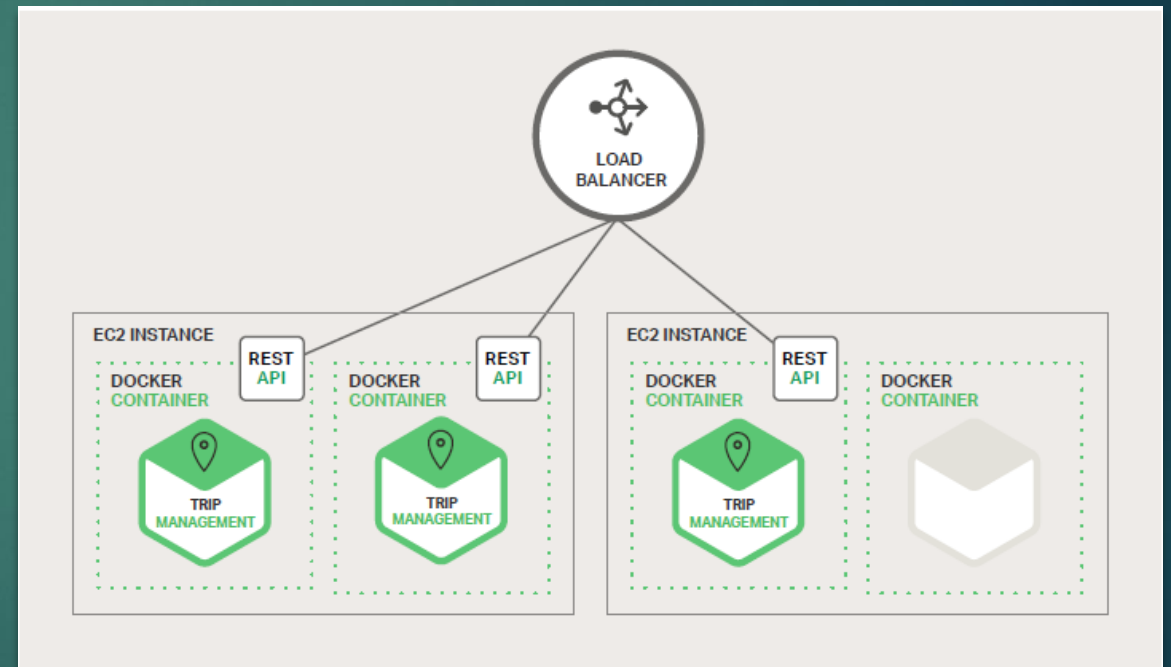 LOAD
BALANCER
EC2 INSTANCE
REST
API
DOCKER
CONTAINER
TRIP
MANAGEMENT
REST
API
DOCKER
CONTAINER
TRIP
MANAGEMENT
EC2 INSTANCE
REST
API
DOCKER
CONTAINER
TRIP
MANAGEMENT
DOCKER
CONTAINER